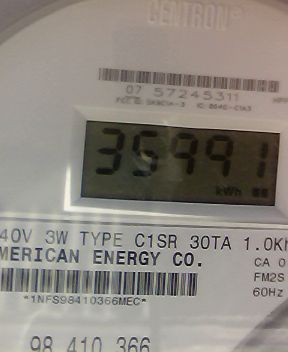 CENTRON®
07 57245311
35991
kWh
40V 3W TYPE C1SR 30TA 1.0Kh
MERICAN ENERGY CO.
CA 0
FM2S
60Hz
*1NFS98410366MEC*
98 410 366